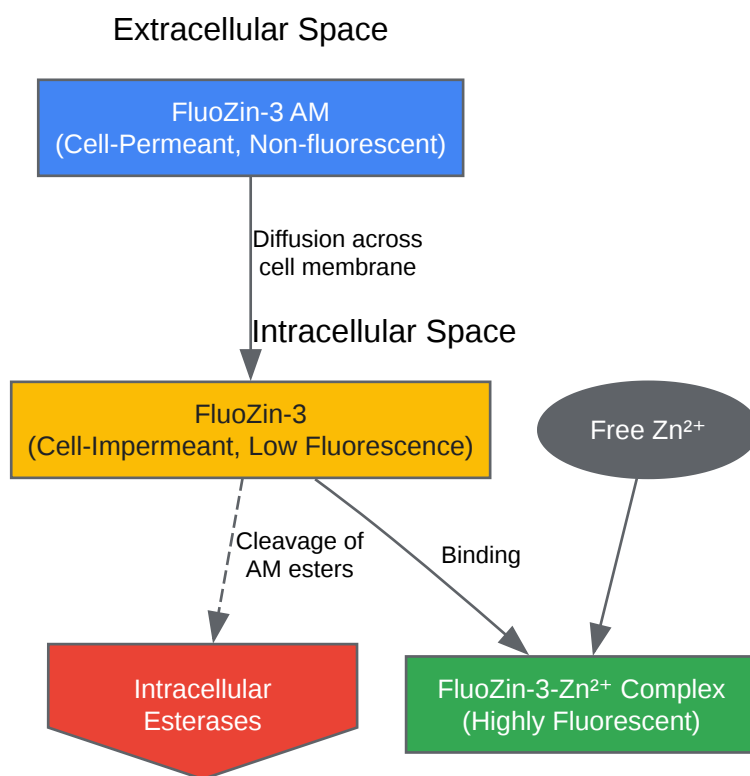 Extracellular Space
FluoZin-3 AM
(Cell-Permeant, Non-fluorescent)
Diffusion across
cell membrane
Intracellular Space
FluoZin-3
(Cell-Impermeant, Low Fluorescence)
Free Zn²⁺
Cleavage of
AM esters
Binding
Intracellular
Esterases
FluoZin-3-Zn²⁺ Complex
(Highly Fluorescent)